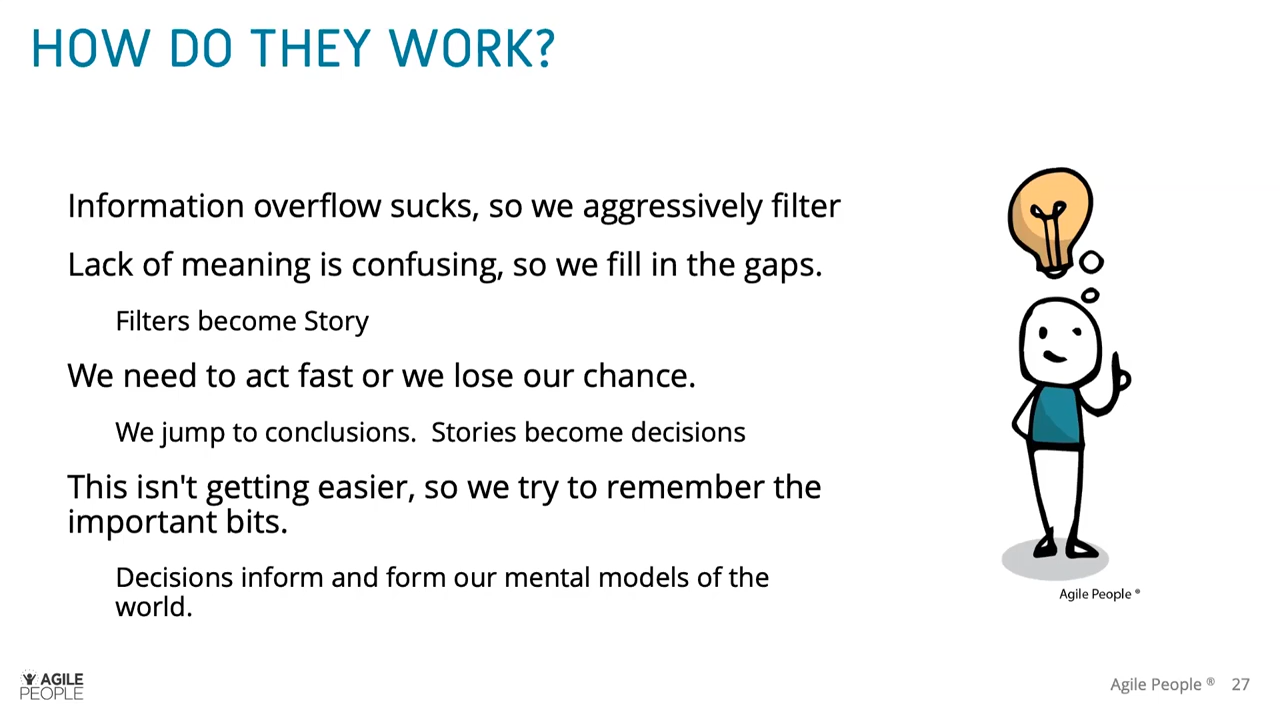 HOW DO THEY WORK?
Information overflow sucks, so we aggressively filter
Lack of meaning is confusing, so we fill in the gaps.
Filters become Story
We need to act fast or we lose our chance.
We jump to conclusions.  Stories become decisions
This isn't getting easier, so we try to remember the
important bits.
Decisions inform and form our mental models of the
world.
Agile People ®
AGILE
PEOPLE
Agile People ® 27